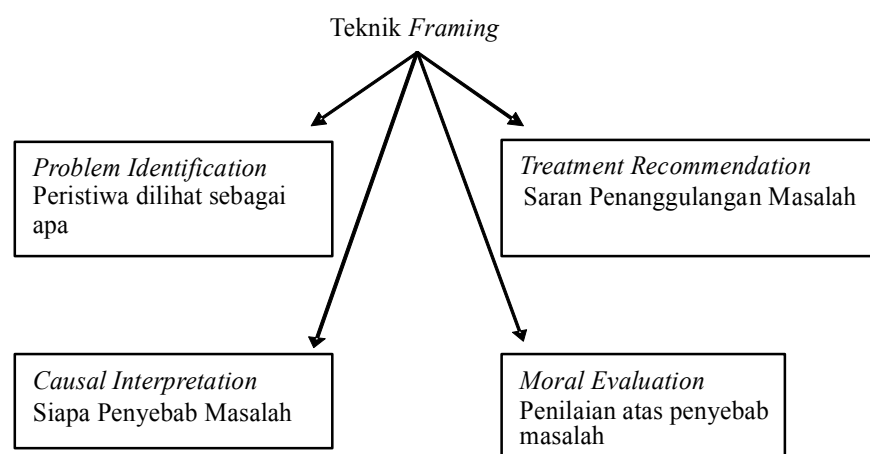 Teknik Framing
Problem Identification
Peristiwa dilihat sebagai
apa
Treatment Recommendation
Saran Penanggulangan Masalah
Causal Interpretation
Siapa Penyebab Masalah
Moral Evaluation
Penilaian atas penyebab
masalah